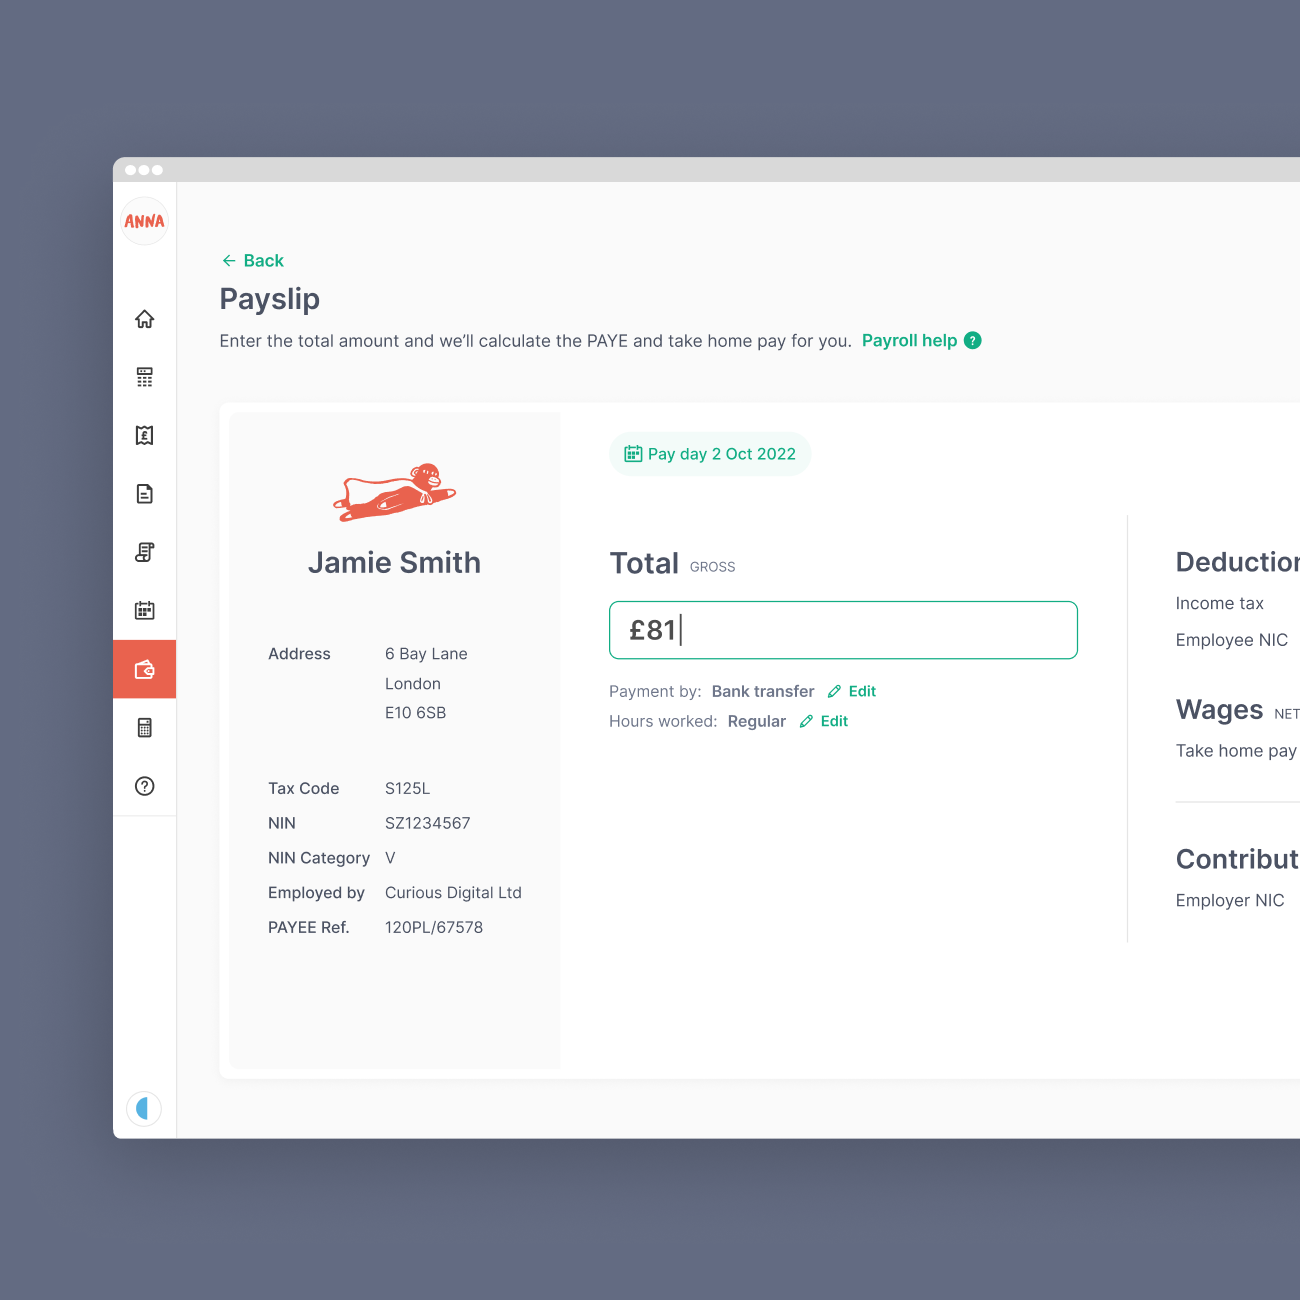 ANNA
← Back
Payslip
Enter the total amount and we’ll calculate the PAYE and take home pay for you. Payroll help ?
Jamie Smith
Address 6 Bay Lane
London
E10 6SB
Tax Code S125L
NIN SZ1234567
NIN Category V
Employed by Curious Digital Ltd
PAYEE Ref. 120PL/67578
Pay day 2 Oct 2022
Total GROSS
£81
Payment by: Bank transfer Edit
Hours worked: Regular Edit
Deduction
Income tax
Employee NIC
Wages NET
Take home pay
Contribut
Employer NIC